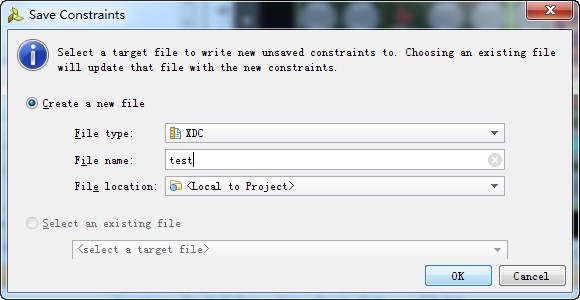 Save Constraints
Select a target file to write new unsaved constraints to. Choosing an existing file
will update that file with the new constraints.
Create a new file
File type:
XDC
File name:
test
File location:
<Local to Project>
Select an existing file
<select a target file>
OK
Cancel